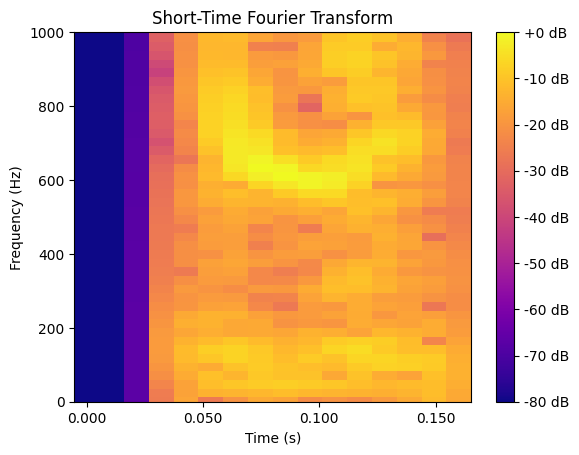 Short-Time Fourier Transform
1000
800
600
400
200
0
Frequency (Hz)
0.000
0.050
0.100
0.150
Time (s)
+0 dB
-10 dB
-20 dB
-30 dB
-40 dB
-50 dB
-60 dB
-70 dB
-80 dB